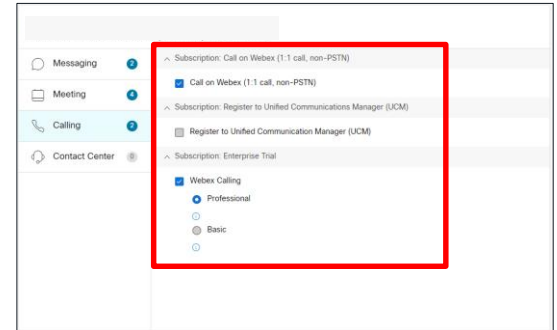 Messaging 2
Meeting 4
Calling 2
Contact Center 0
Subscription: Call on Webex (1:1 call, non-PSTN)
Call on Webex (1:1 call, non-PSTN)
Subscription: Register to Unified Communications Manager (UCM)
Register to Unified Communication Manager (UCM)
Subscription: Enterprise Trial
Webex Calling
Professional
Basic